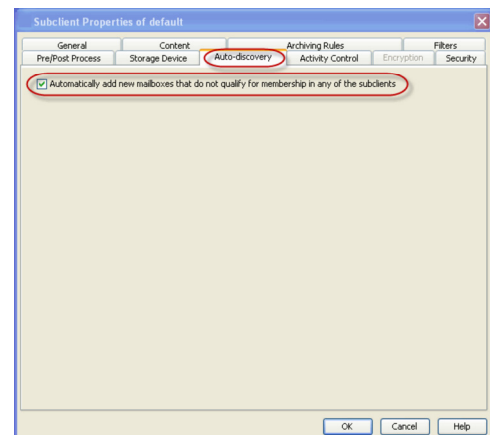 Subclient Properties of default
General Content Archiving Rules Filters
Pre/Post Process Storage Device Auto-discovery Activity Control Encryption Security
Automatically add new mailboxes that do not qualify for membership in any of the subclients
OK Cancel Help